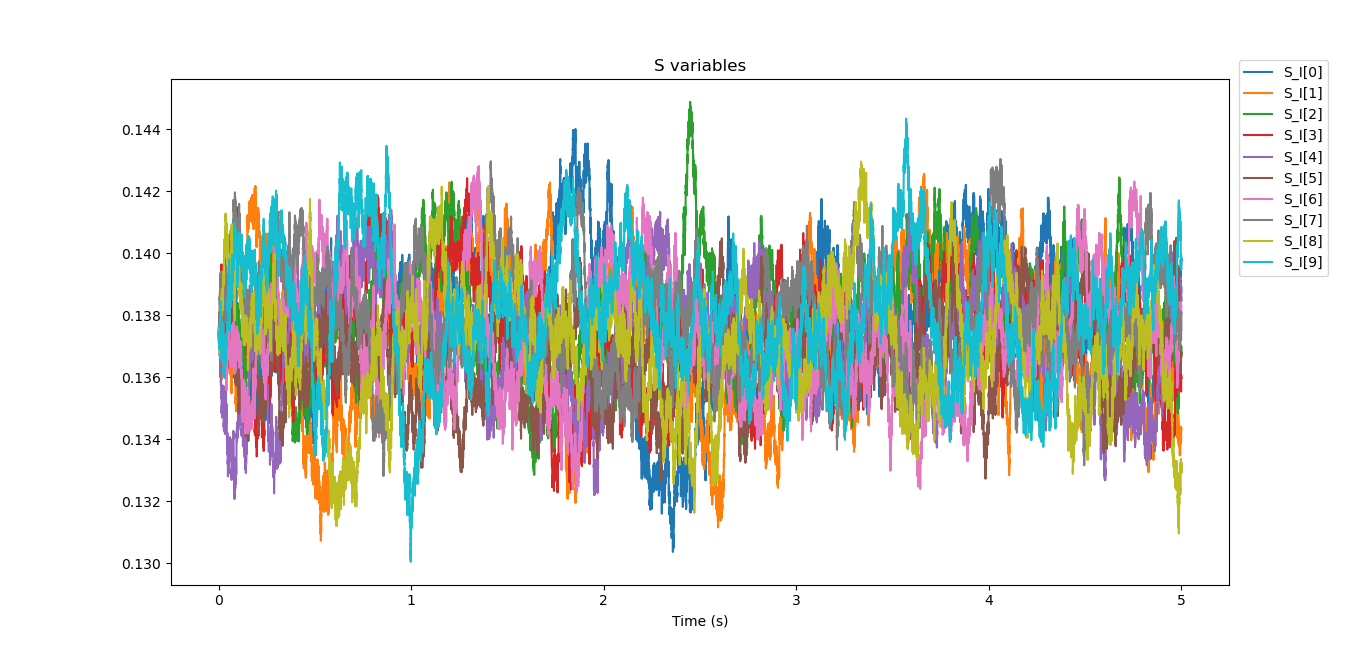 S variables
0.144
0.142
0.140
0.138
0.136
0.134
0.132
0.130
0 1 2 3 4 5
Time (s)
S_I[0]
S_I[1]
S_I[2]
S_I[3]
S_I[4]
S_I[5]
S_I[6]
S_I[7]
S_I[8]
S_I[9]